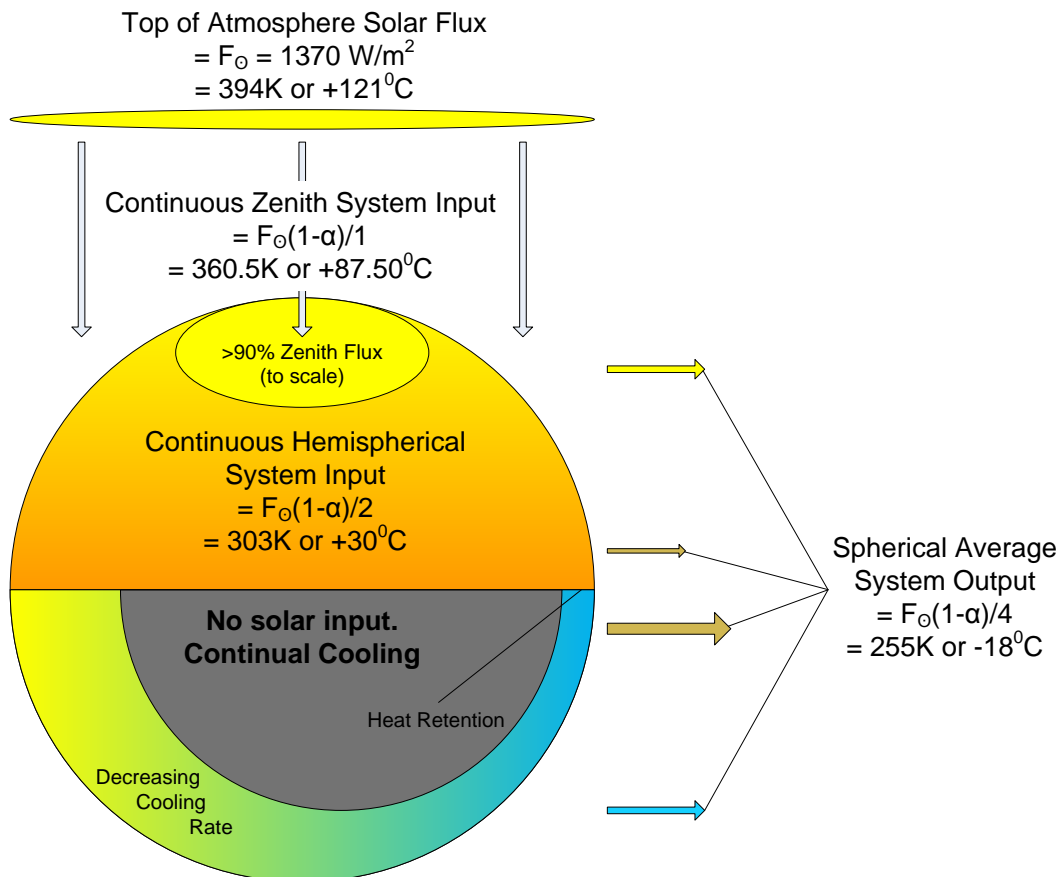 Top of Atmosphere Solar Flux
= F☉ = 1370 W/m²
= 394K or +121⁰C
Continuous Zenith System Input
= F☉(1-α)/1
= 360.5K or +87.50⁰C
>90% Zenith Flux
(to scale)
Continuous Hemispherical
System Input
= F☉(1-α)/2
= 303K or +30⁰C
Spherical Average
System Output
= F☉(1-α)/4
= 255K or -18⁰C
No solar input.
Continual Cooling
Heat Retention
Decreasing
Cooling
Rate